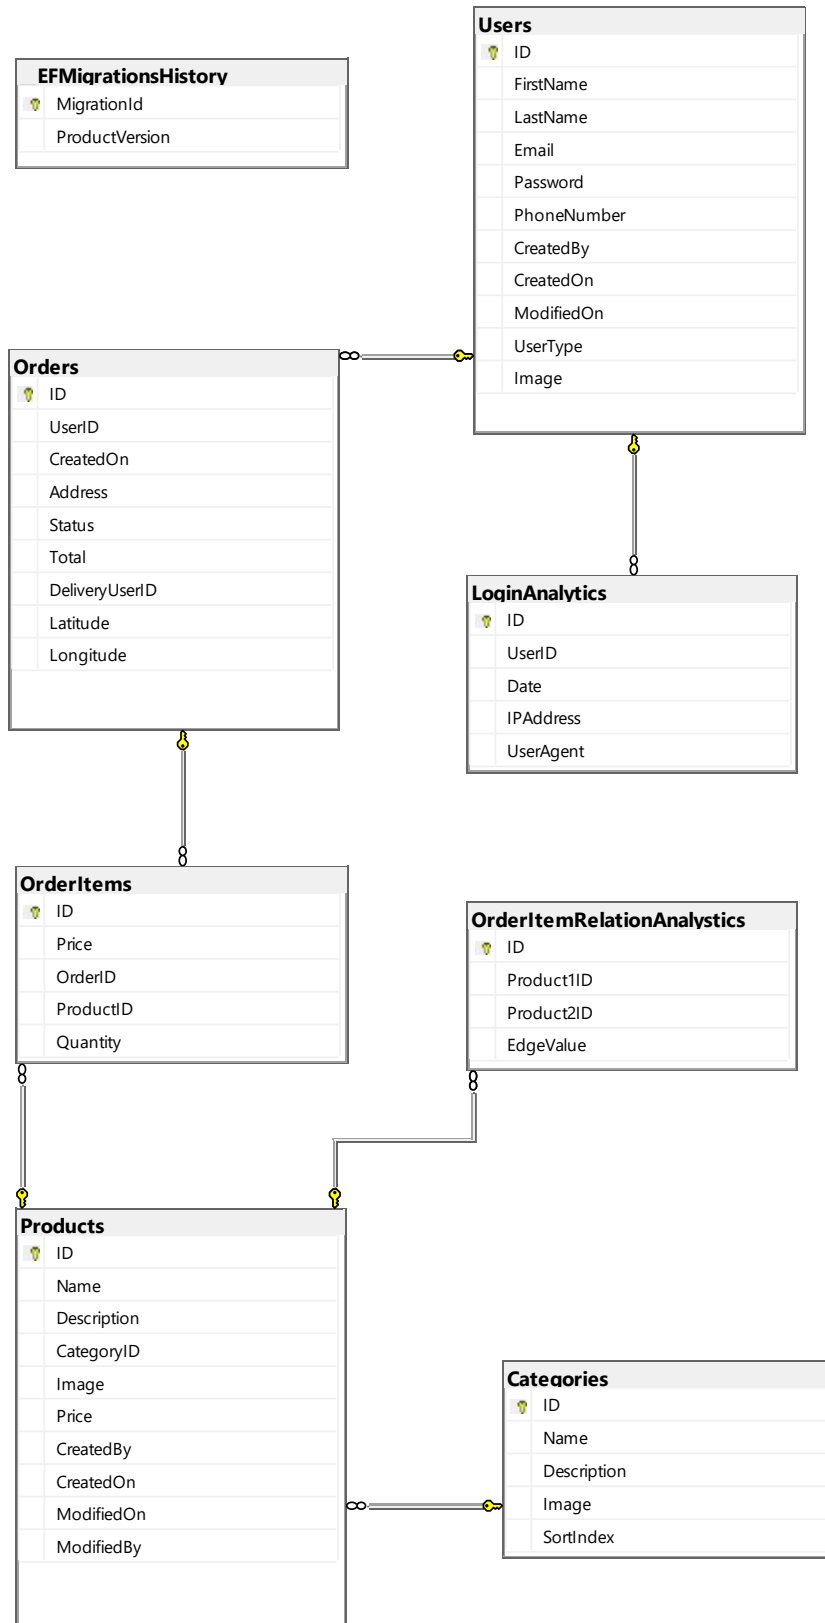 EFMigrationsHistory
MigrationId
ProductVersion
Users
ID
FirstName
LastName
Email
Password
PhoneNumber
CreatedBy
CreatedOn
ModifiedOn
UserType
Image
Orders
ID
UserID
CreatedOn
Address
Status
Total
DeliveryUserID
Latitude
Longitude
LoginAnalytics
ID
UserID
Date
IPAddress
UserAgent
OrderItems
ID
Price
OrderID
ProductID
Quantity
OrderItemRelationAnalystics
ID
Product1ID
Product2ID
EdgeValue
Products
ID
Name
Description
CategoryID
Image
Price
CreatedBy
CreatedOn
ModifiedOn
ModifiedBy
Categories
ID
Name
Description
Image
SortIndex